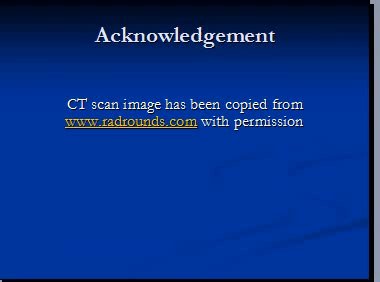 Acknowledgement
CT scan image has been copied from
www.radrounds.com with permission